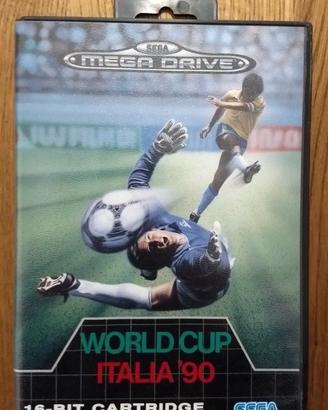 SEGA
MEGA DRIVE
WORLD CUP
ITALIA '90
16-BIT CARTRIDGE
SEGA